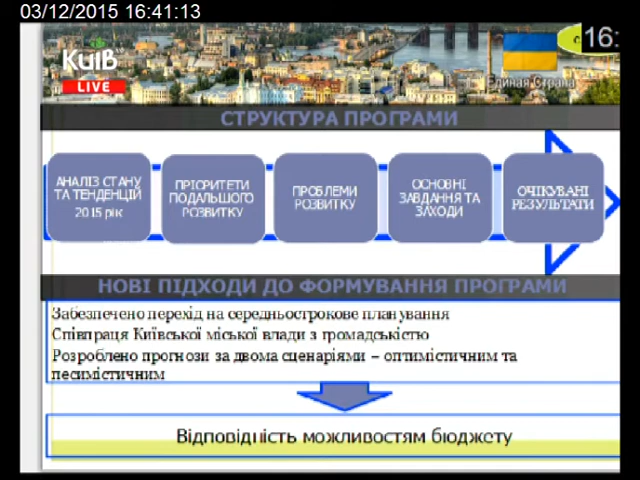 03/12/2015 16:41:13
Київ
LIVE
16:
Єдиная Страна
СТРУКТУРА ПРОГРАМИ
АНАЛІЗ СТАНУ
ТА ТЕНДЕНЦІЙ
2015 рік
ПРІОРИТЕТИ
ПОДАЛЬШОГО
РОЗВИТКУ
ПРОБЛЕМИ
РОЗВИТКУ
ОСНОВНІ
ЗАВДАННЯ ТА
ЗАХОДИ
ОЧІКУВАНІ
РЕЗУЛЬТАТИ
НОВІ ПІДХОДИ ДО ФОРМУВАННЯ ПРОГРАМИ
Забезпечено перехід на середньострокове планування
Співпраця Київської міської влади з громадськістю
Розроблено прогнози за двома сценаріями – оптимістичним та
песимістичним
Відповідність можливостям бюджету